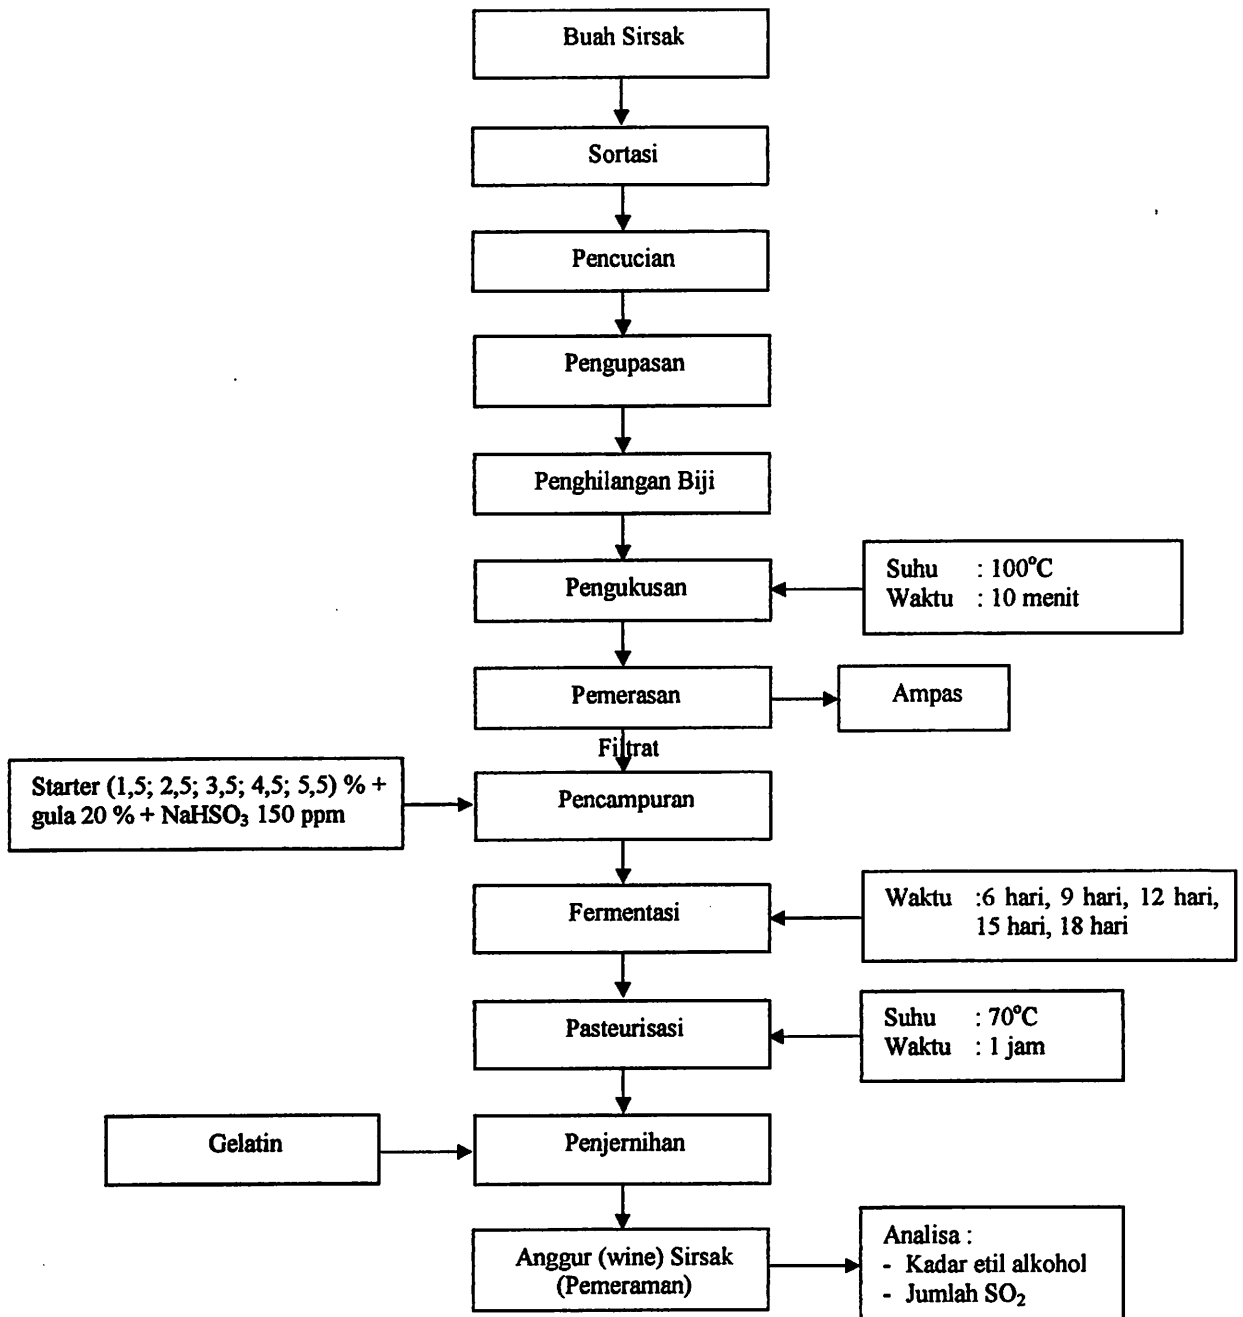 Buah Sirsak
Sortasi
Pencucian
Pengupasan
Penghilangan Biji
Pengukusan
Suhu : 100°C
Waktu : 10 menit
Pemerasan
Ampas
Filtrat
Starter (1,5; 2,5; 3,5; 4,5; 5,5) % +
gula 20 % + NaHSO₃ 150 ppm
Pencampuran
Fermentasi
Waktu :6 hari, 9 hari, 12 hari,
15 hari, 18 hari
Pasteurisasi
Suhu : 70°C
Waktu : 1 jam
Gelatin
Penjernihan
Anggur (wine) Sirsak
(Pemeraman)
Analisa :
- Kadar etil alkohol
- Jumlah SO₂